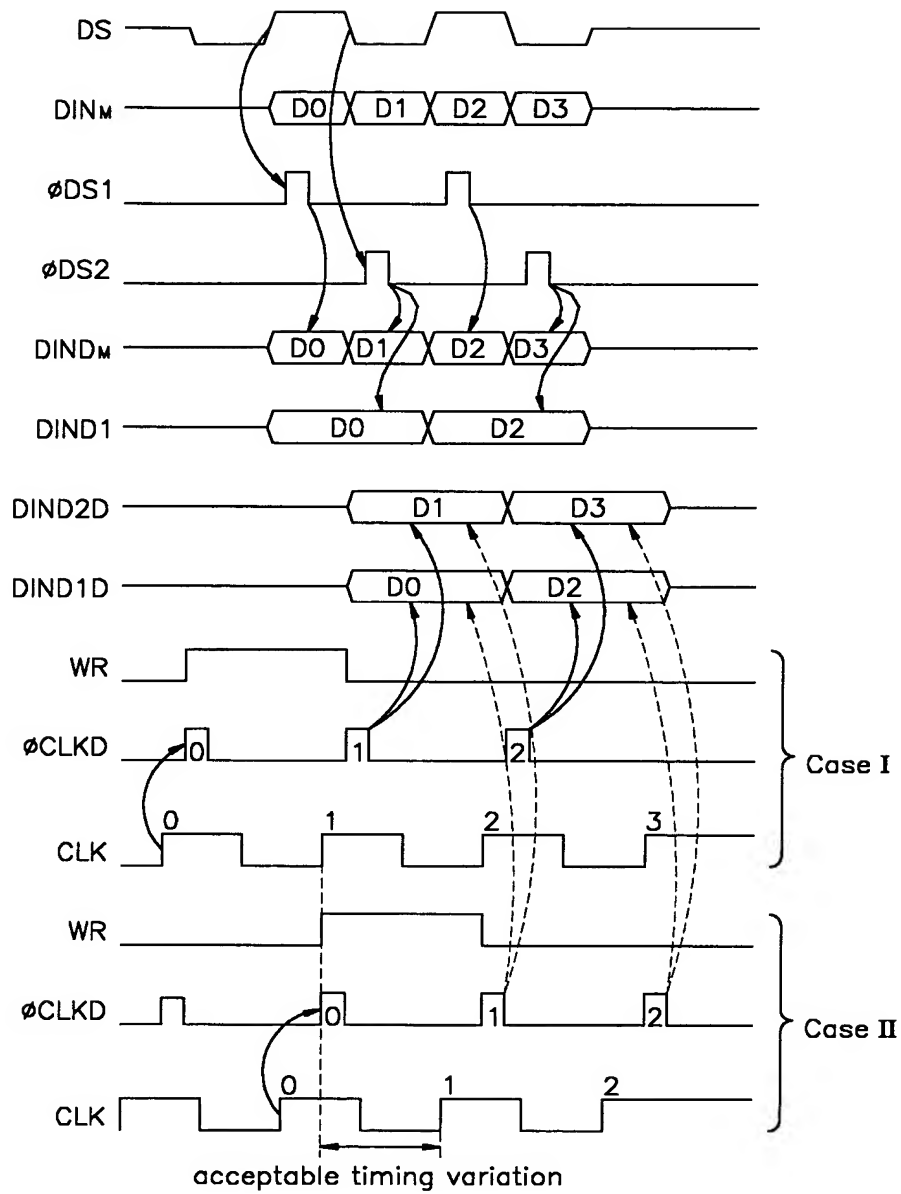 DS
DINM D0 D1 D2 D3
øDS1
øDS2
DINDM D0 D1 D2 D3
DIND1 D0 D2
DIND2D D1 D3
DIND1D D0 D2
WR
øCLKD 0 1 2
Case I
0 1 2 3
CLK
WR
øCLKD 0 1 2
Case II
0 1 2
CLK
acceptable timing variation